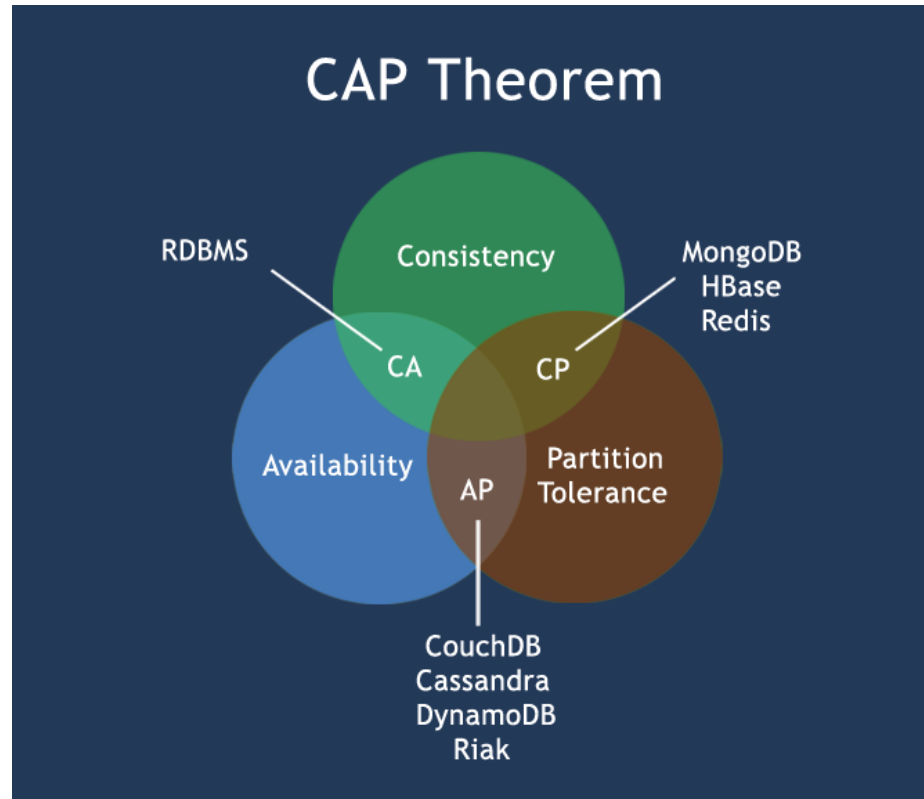 CAP Theorem
RDBMS
Consistency
MongoDB
HBase
Redis
CA
CP
Availability
Partition
Tolerance
AP
CouchDB
Cassandra
DynamoDB
Riak